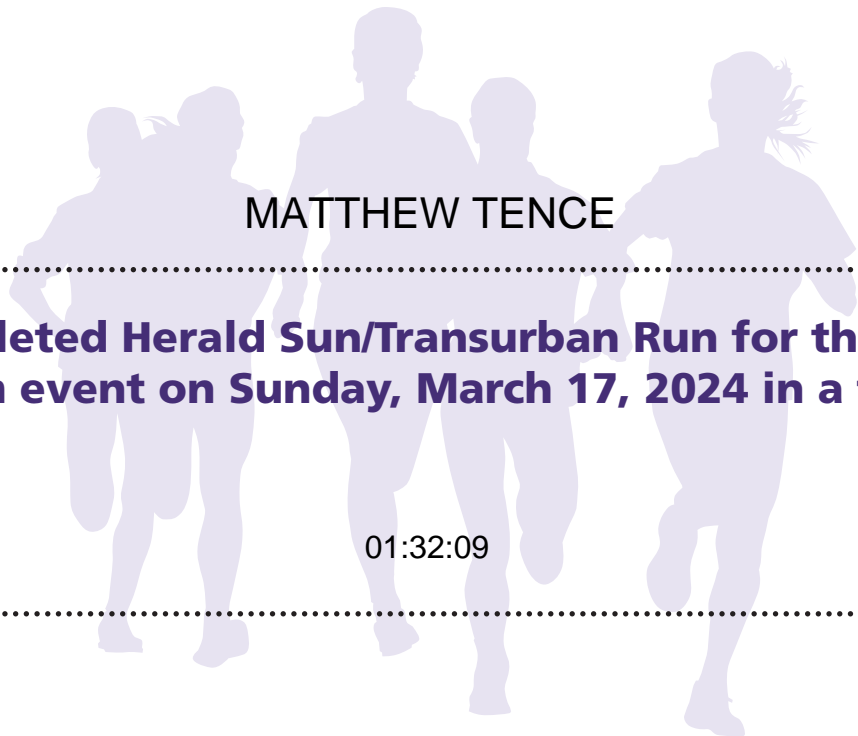 MATTHEW TENCE
leted Herald Sun/Transurban Run for th
event on Sunday, March 17, 2024 in a
01:32:09